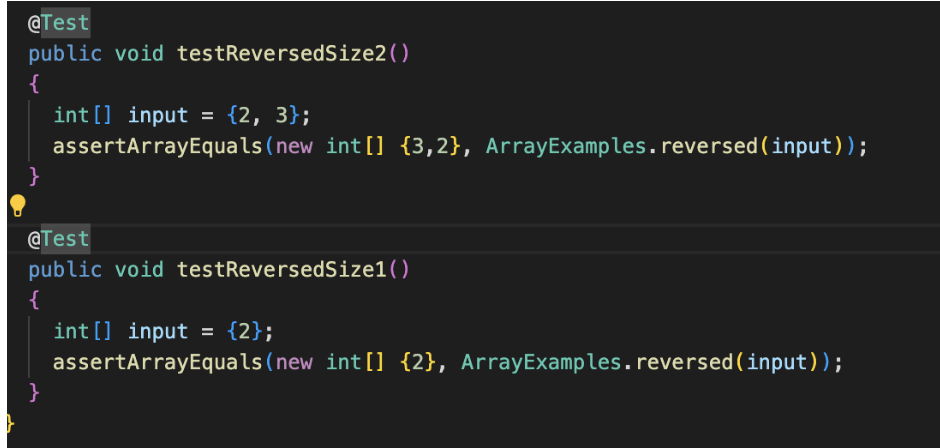 @Test
public void testReversedSize2()
{
int[] input = {2, 3};
assertArrayEquals(new int[] {3,2}, ArrayExamples.reversed(input));
}
@Test
public void testReversedSize1()
{
int[] input = {2};
assertArrayEquals(new int[] {2}, ArrayExamples.reversed(input));
}
}